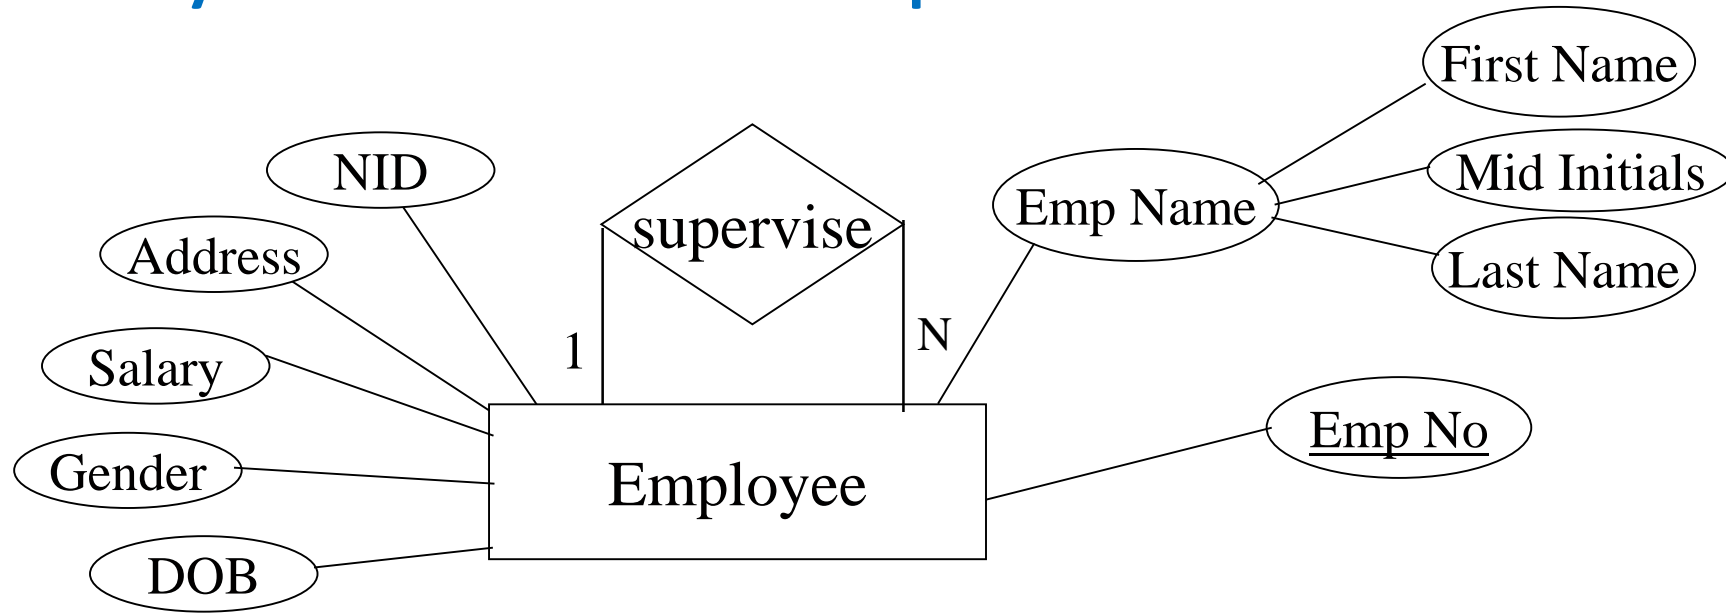 First Name
NID
Mid Initials
supervise
Emp Name
Address
Last Name
1
N
Salary
Emp No
Gender
Employee
DOB